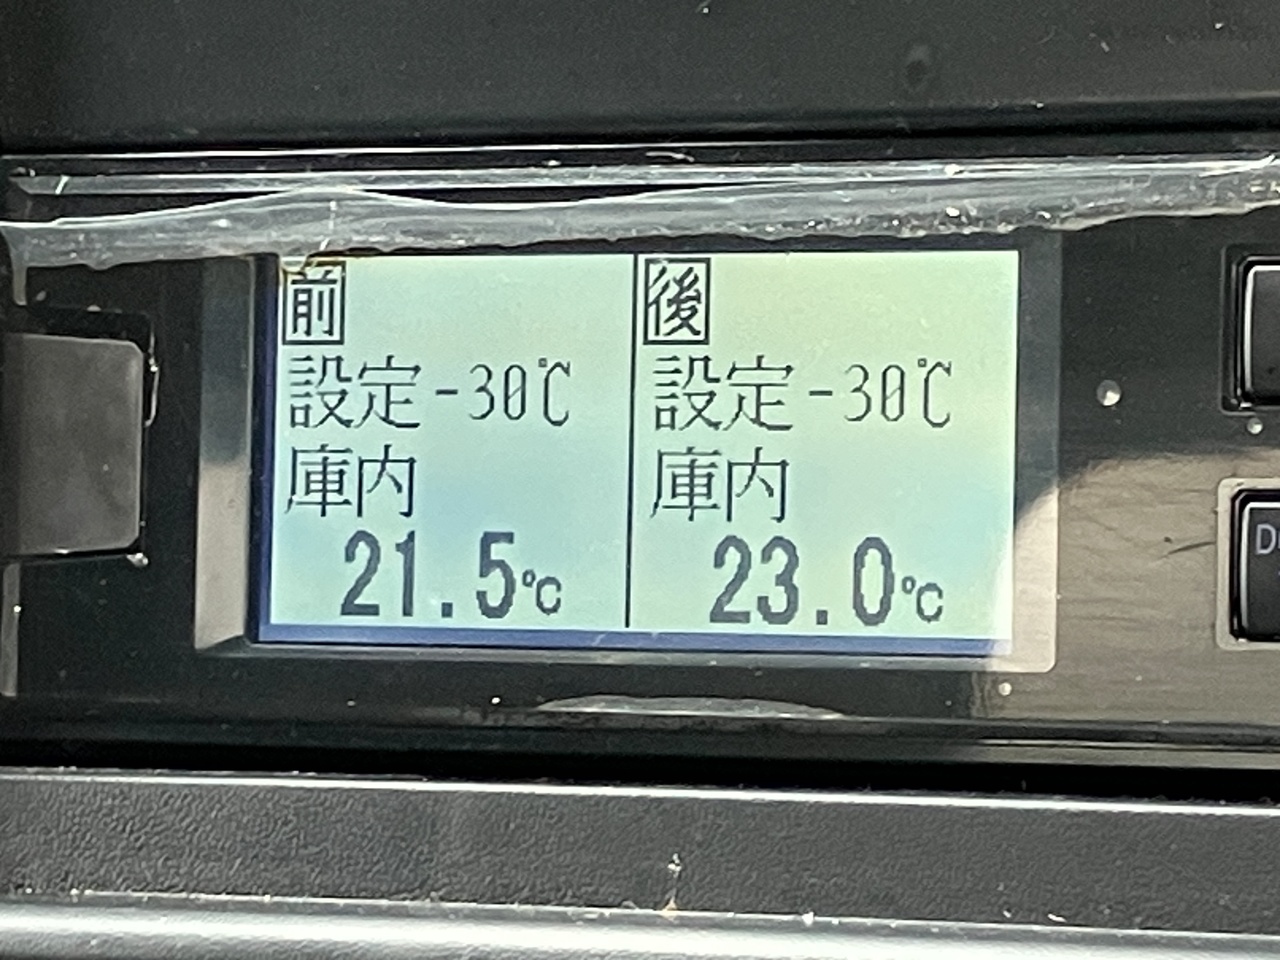 前
設定-30℃
庫内
21.5℃
後
設定-30℃
庫内
23.0℃